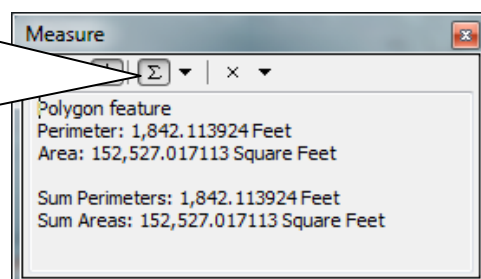 Measure
Σ
Polygon feature
Perimeter: 1,842.113924 Feet
Area: 152,527.017113 Square Feet
Sum Perimeters: 1,842.113924 Feet
Sum Areas: 152,527.017113 Square Feet